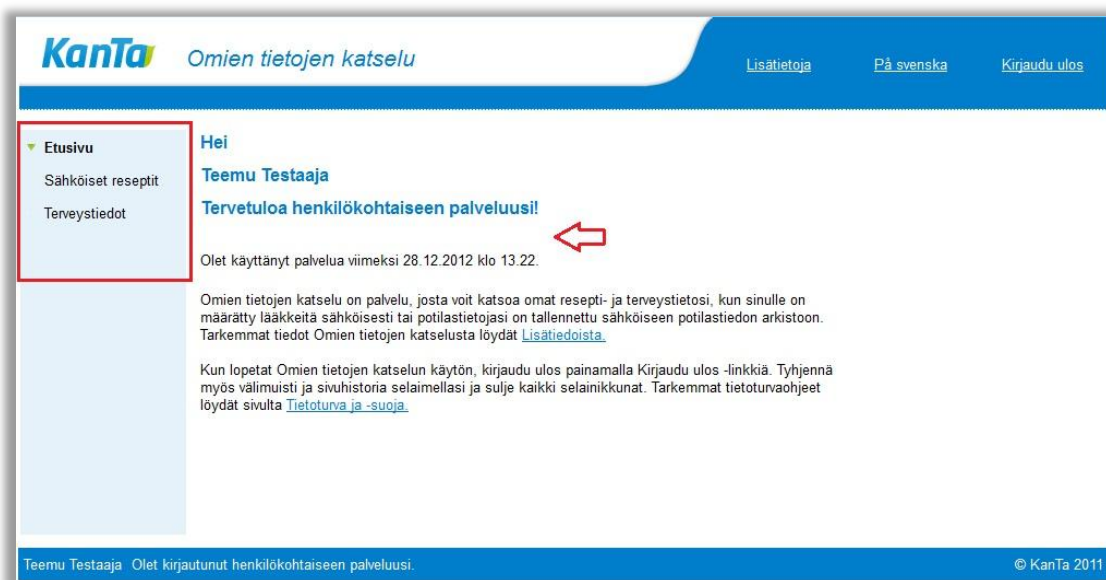 KanTa
Omien tietojen katselu
Lisätietoja
På svenska
Kirjaudu ulos
Etusivu
Sähköiset reseptit
Terveystiedot
Hei
Teemu Testaaja
Tervetuloa henkilökohtaiseen palveluusi!
Olet käyttänyt palvelua viimeksi 28.12.2012 klo 13.22.
Omien tietojen katselu on palvelu, josta voit katsoa omat resepti- ja terveystietosi, kun sinulle on
määrätty lääkkeitä sähköisesti tai potilastietojasi on tallennettu sähköiseen potilastiedon arkistoon.
Tarkemmat tiedot Omien tietojen katselusta löydät Lisätiedoista.
Kun lopetat Omien tietojen katselun käytön, kirjaudu ulos painamalla Kirjaudu ulos -linkkiä. Tyhjennä
myös välimuisti ja sivuhistoria selaimellasi ja sulje kaikki selainikkunat. Tarkemmat tietoturvaohjeet
löydät sivulta Tietoturva ja -suoja.
Teemu Testaaja Olet kirjautunut henkilökohtaiseen palveluusi.
© KanTa 2011